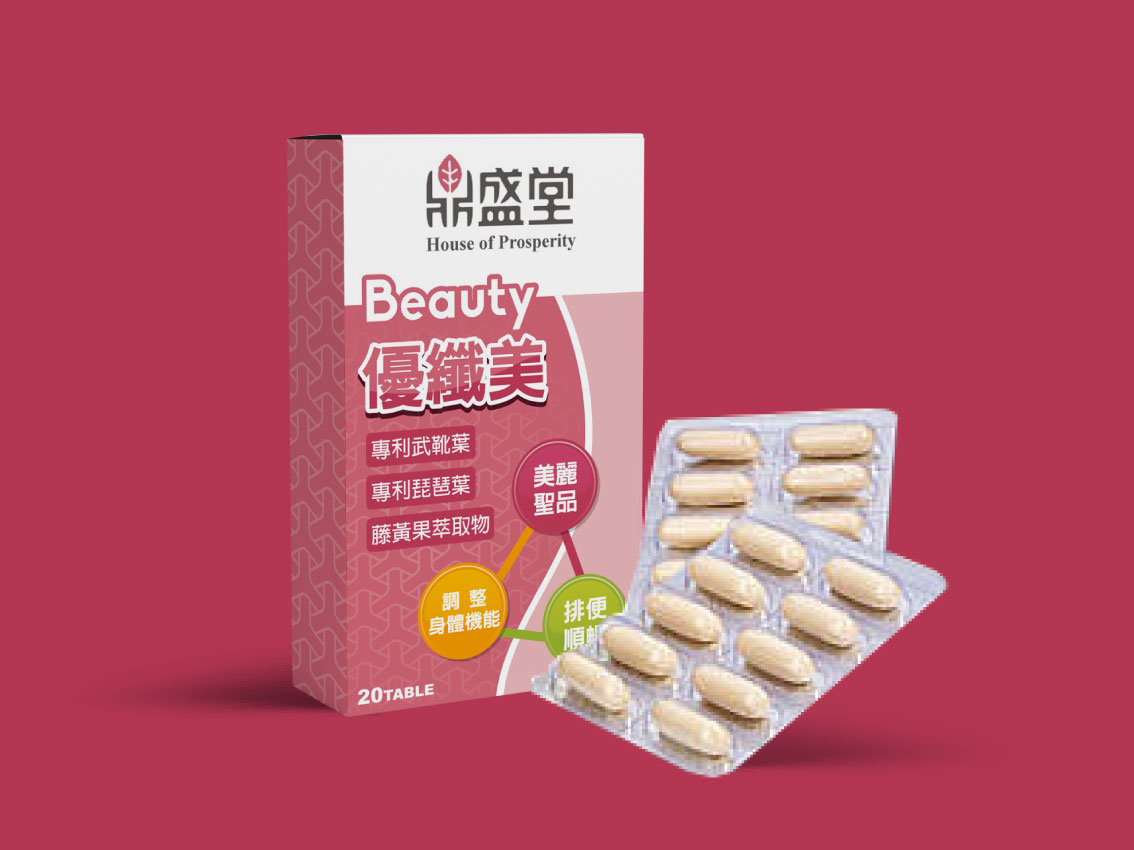 鼎盛堂
House of Prosperity
Beauty
優纖美
專利武靴葉
專利琵琶葉
藤黃果萃取物
美麗
聖品
調 整
身體機能
排便
順
20TABLE